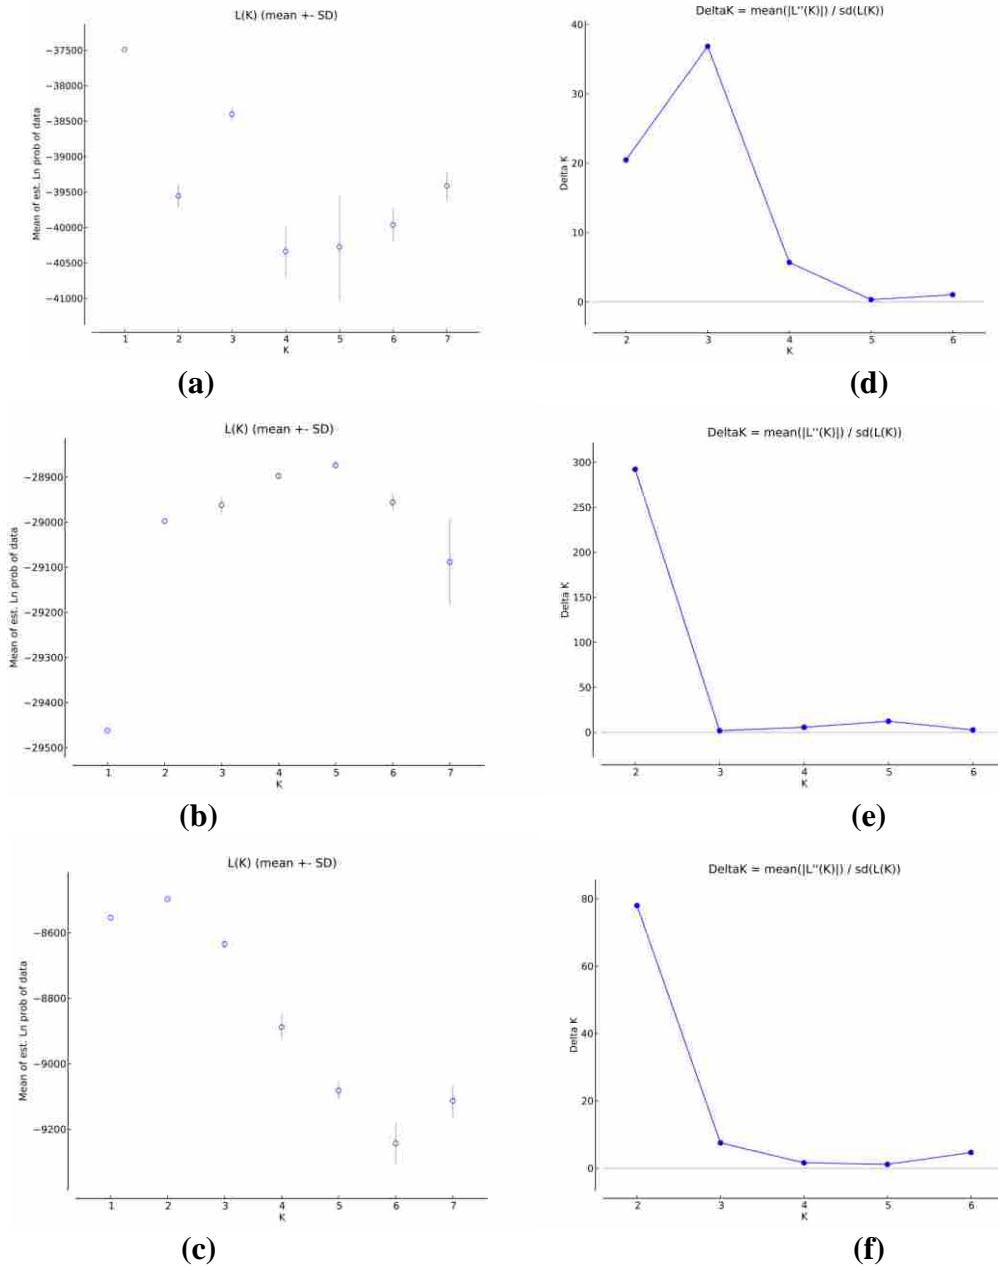 L(K) (mean +- SD)
Mean of est. Ln prob of data
−37500
−38000
−38500
−39000
−39500
−40000
−40500
−41000
1 2 3 4 5 6 7
K
(a)
DeltaK = mean(|L''(K)|) / sd(L(K))
Delta K
40
30
20
10
0
2 3 4 5 6
K
(d)
L(K) (mean +- SD)
Mean of est. Ln prob of data
−28900
−29000
−29100
−29200
−29300
−29400
−29500
1 2 3 4 5 6 7
K
(b)
DeltaK = mean(|L''(K)|) / sd(L(K))
Delta K
300
250
200
150
100
50
0
2 3 4 5 6
K
(e)
L(K) (mean +- SD)
Mean of est. Ln prob of data
−8600
−8800
−9000
−9200
1 2 3 4 5 6 7
K
(c)
DeltaK = mean(|L''(K)|) / sd(L(K))
Delta K
80
60
40
20
0
2 3 4 5 6
K
(f)